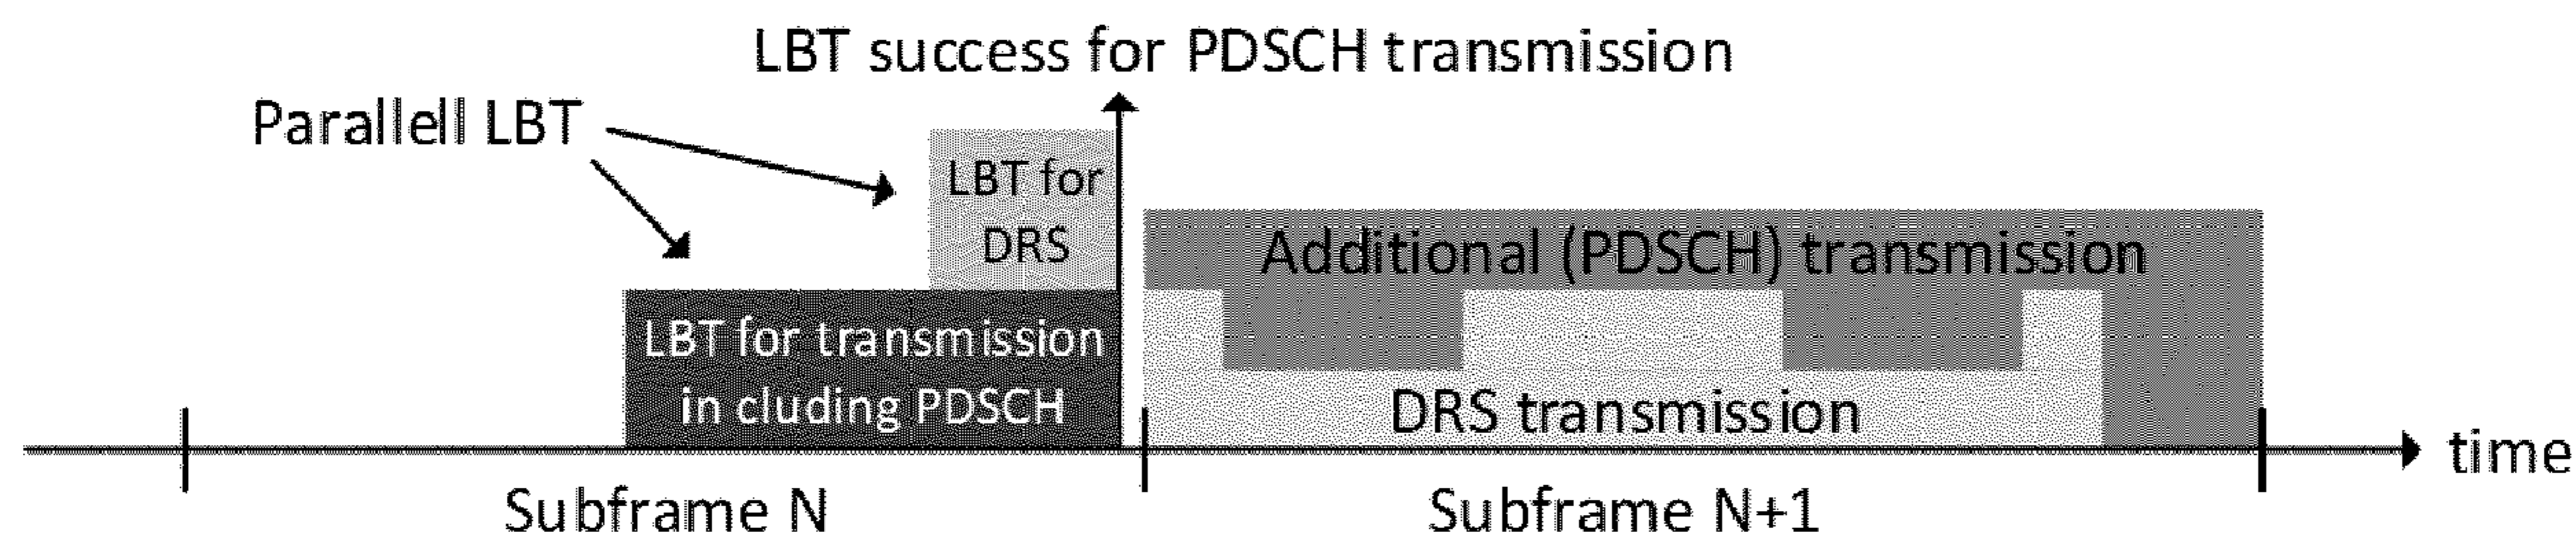 LBT success for PDSCH transmission
Parallell LBT
LBT for
DRS
Additional (PDSCH) transmission
LBT for transmission
in cluding PDSCH
DRS transmission
time
Subframe N
Subframe N+1